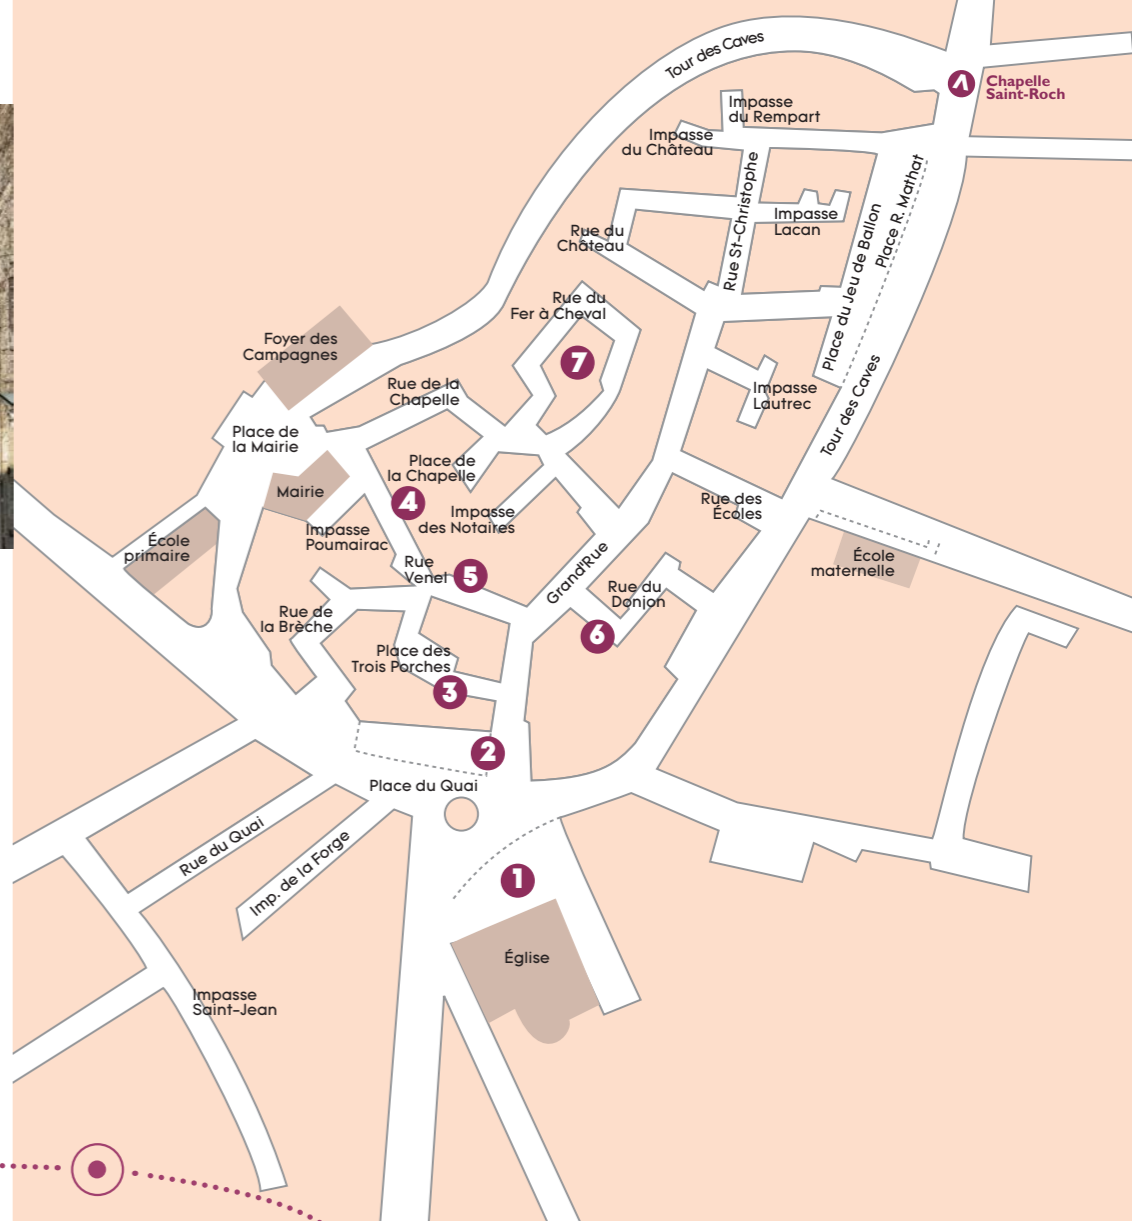 Tour des Caves
Chapelle
Saint-Roch
Impasse
du Rempart
Impasse
du Château
Rue St-Christophe
Impasse
Lacan
Place du Jeu de Ballon
Place R. Mathat
Rue du
Château
Rue du
Fer à Cheval
7
Foyer des
Campagnes
Rue de la
Chapelle
Impasse
Lautrec
Tour des Caves
Place de
la Mairie
Place de
la Chapelle
Mairie
4
Impasse
des Notaires
Rue des
Écoles
Impasse
Poumairac
École
primaire
École
maternelle
Rue
Venel
5
Grand'Rue
Rue du
Donjon
Rue de
la Brèche
6
Place des
Trois Porches
3
2
Place du Quai
Rue du Quai
Imp. de la Forge
1
Église
Impasse
Saint-Jean